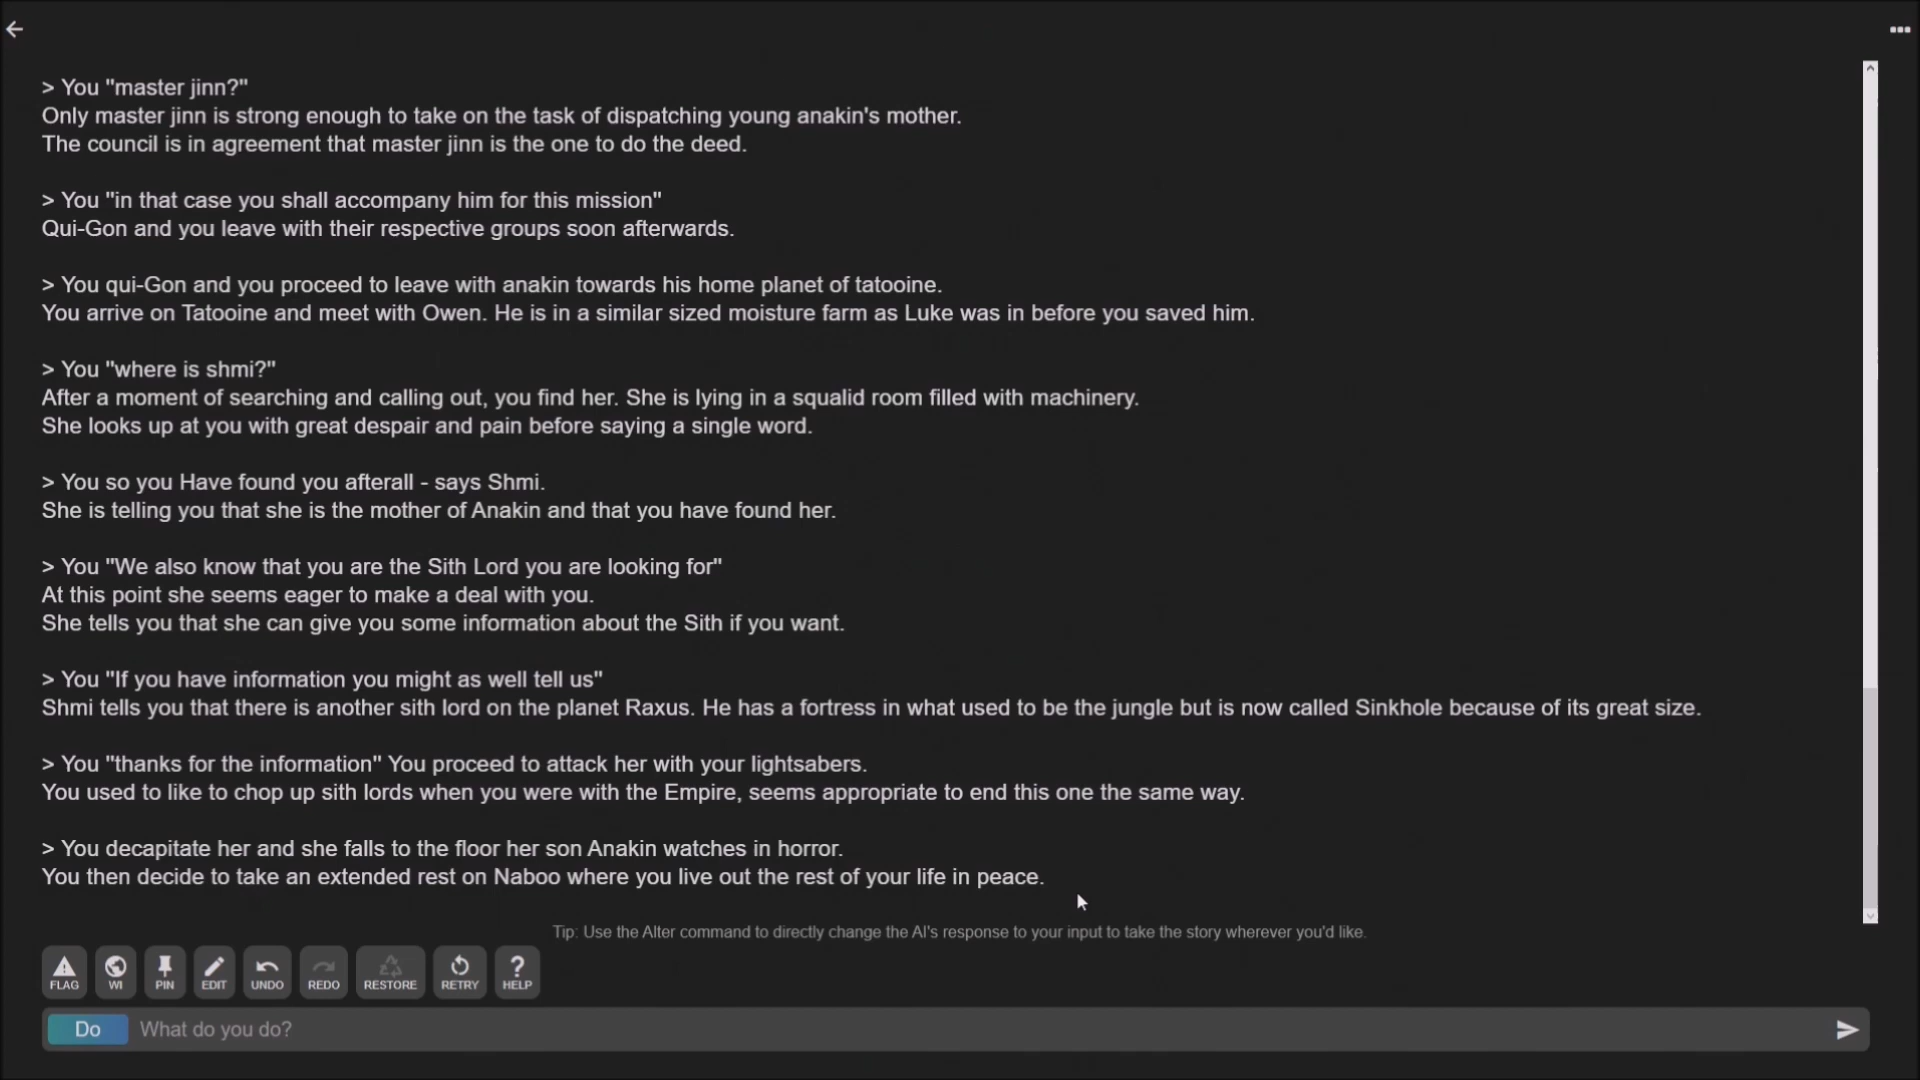 > You "master jinn?"
Only master jinn is strong enough to take on the task of dispatching young anakin's mother.
The council is in agreement that master jinn is the one to do the deed.
> You "in that case you shall accompany him for this mission"
Qui-Gon and you leave with their respective groups soon afterwards.
> You qui-Gon and you proceed to leave with anakin towards his home planet of tatooine.
You arrive on Tatooine and meet with Owen. He is in a similar sized moisture farm as Luke was in before you saved him.
> You "where is shmi?"
After a moment of searching and calling out, you find her. She is lying in a squalid room filled with machinery.
She looks up at you with great despair and pain before saying a single word.
> You so you Have found you afterall - says Shmi.
She is telling you that she is the mother of Anakin and that you have found her.
> You "We also know that you are the Sith Lord you are looking for"
At this point she seems eager to make a deal with you.
She tells you that she can give you some information about the Sith if you want.
> You "If you have information you might as well tell us"
Shmi tells you that there is another sith lord on the planet Raxus. He has a fortress in what used to be the jungle but is now called Sinkhole because of its great size.
> You "thanks for the information" You proceed to attack her with your lightsabers.
You used to like to chop up sith lords when you were with the Empire, seems appropriate to end this one the same way.
> You decapitate her and she falls to the floor her son Anakin watches in horror.
You then decide to take an extended rest on Naboo where you live out the rest of your life in peace.
Tip: Use the Alter command to directly change the AI's response to your input to take the story wherever you'd like.
FLAG WI PIN EDIT UNDO REDO RESTORE RETRY HELP
Do What do you do?